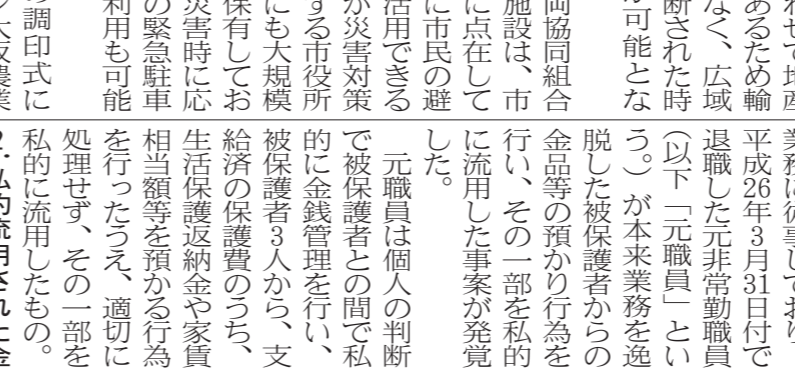 わせて地産
あるため輸
なく、広域
断された時
が可能とな
両協同組合
施設は、市
に点在して
に市民の避
活用できる
が災害対策
する市役所
にも大規模
保有してお
災害時に応
の緊急駐車
利用も可能
の調印式に
大阪農業
業務に従事しており、
平成26年3月31日付で
退職した元非常勤職員
（以下「元職員」とい
う。）が本来業務を逸
脱した被保護者からの
金品等の預かり行為を
行い、その一部を私的
に流用した事案が発覚
した。
元職員は個人の判断
で被保護者との間で私
的に金銭管理を行い、
被保護者3人から、支
給済の保護費のうち、
生活保護返納金や家賃
相当額等を預かる行為
を行ったうえ、適切に
処理せず、その一部を
私的に流用したもの。
2.私的流用された金